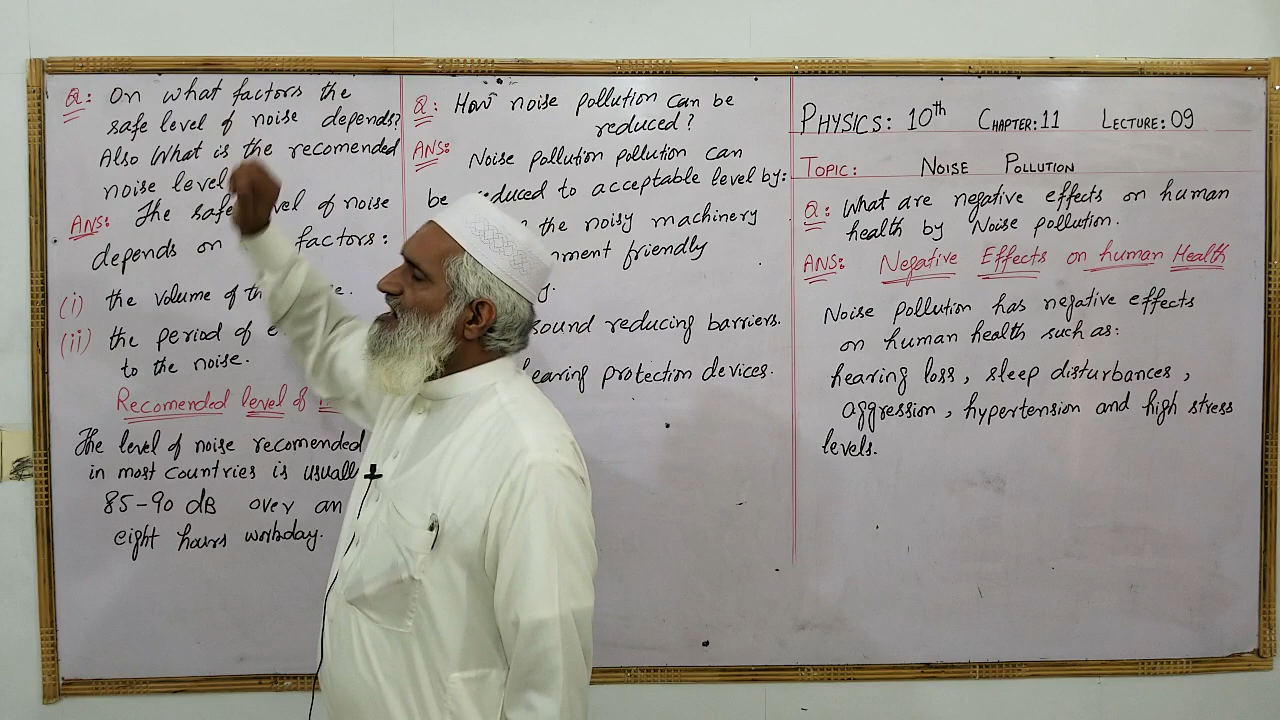 Q: On what factors the
safe level of noise depends?
Also What is the recomended
noise level
ANS: The safe level of noise
depends on factors:
(i) the volume of the
(ii) the period of
to the noise.
Recomended level of
The level of noise recomended
in most countries is usually
85-90 dB over an
eight hours workday.
Q: How noise pollution can be
reduced?
ANS: Noise pollution pollution can
be reduced to acceptable level by:
the noisy machinery
friendly
sound reducing barriers.
hearing protection devices.
PHYSICS: 10th CHAPTER: 11 LECTURE: 09
TOPIC: NOISE POLLUTION
Q: What are negative effects on human
health by Noise pollution.
ANS: Negative Effects on human Health
Noise pollution has negative effects
on human health such as:
hearing loss, sleep disturbances,
aggression, hypertension and high stress
levels.